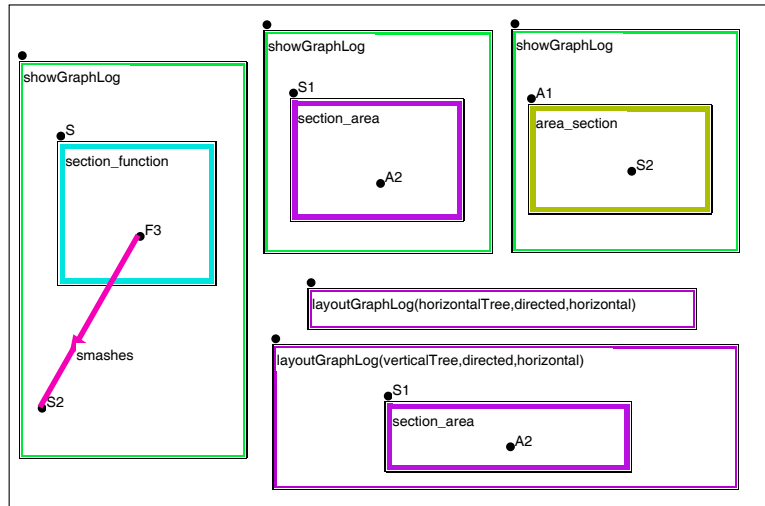 showGraphLog
S
section_function
F3
smashes
S2
showGraphLog
S1
section_area
A2
showGraphLog
A1
area_section
S2
layoutGraphLog(horizontalTree,directed,horizontal)
layoutGraphLog(verticalTree,directed,horizontal)
S1
section_area
A2